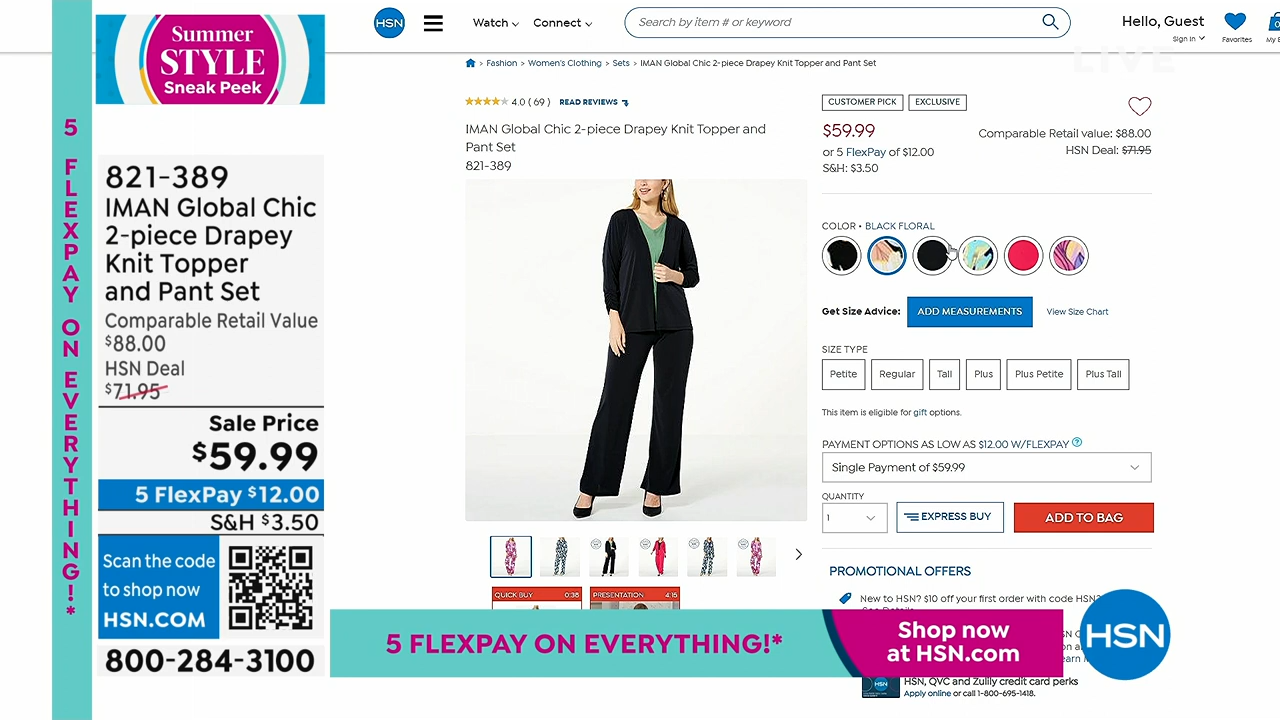 Summer
STYLE
Sneak Peek
5 FLEXPAY ON EVERYTHING!*
821-389
IMAN Global Chic
2-piece Drapey
Knit Topper
and Pant Set
Comparable Retail Value
$88.00
HSN Deal
$71.95
Sale Price
$59.99
5 FlexPay $12.00
S&H $3.50
Scan the code
to shop now
HSN.COM
800-284-3100
HSN
Watch
Connect
Search by item # or keyword
Hello, Guest
Sign In
Favorites
0
LIVE
> Fashion > Women's Clothing > Sets > IMAN Global Chic 2-piece Drapey Knit Topper and Pant Set
4.0 ( 69 ) READ REVIEWS
IMAN Global Chic 2-piece Drapey Knit Topper and
Pant Set
821-389
CUSTOMER PICK
EXCLUSIVE
$59.99
Comparable Retail value: $88.00
or 5 FlexPay of $12.00
HSN Deal: $71.95
S&H: $3.50
COLOR • BLACK FLORAL
Get Size Advice:
ADD MEASUREMENTS
View Size Chart
SIZE TYPE
Petite
Regular
Tall
Plus
Plus Petite
Plus Tall
This item is eligible for gift options.
PAYMENT OPTIONS AS LOW AS $12.00 W/FLEXPAY ?
Single Payment of $59.99
QUANTITY
1
EXPRESS BUY
ADD TO BAG
QUICK BUY 0:38
PRESENTATION 4:15
PROMOTIONAL OFFERS
New to HSN? $10 off your first order with code HSN2
See Details
HSN, QVC and Zulily credit card perks
Apply online or call 1-800-695-1418.
5 FLEXPAY ON EVERYTHING!*
Shop now
at HSN.com
HSN